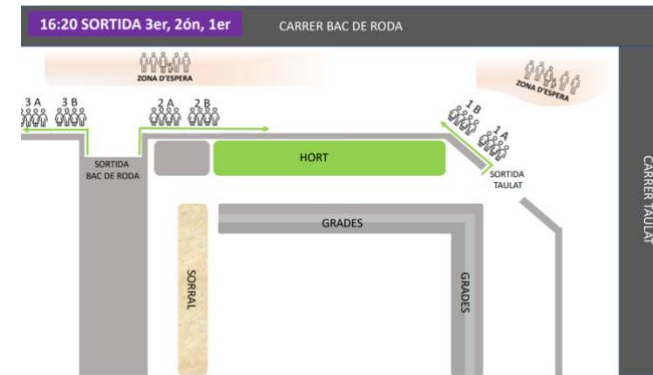 16:20 SORTIDA 3er, 2ón, 1er
CARRER BAC DE RODA
ZONA D'ESPERA
ZONA D'ESPERA
3 A
3 B
2 A
2 B
1 B
1 A
SORTIDA
BAC DE RODA
HORT
SORTIDA
TAULAT
CARRER TAULAT
GRADES
SORRAL
GRADES